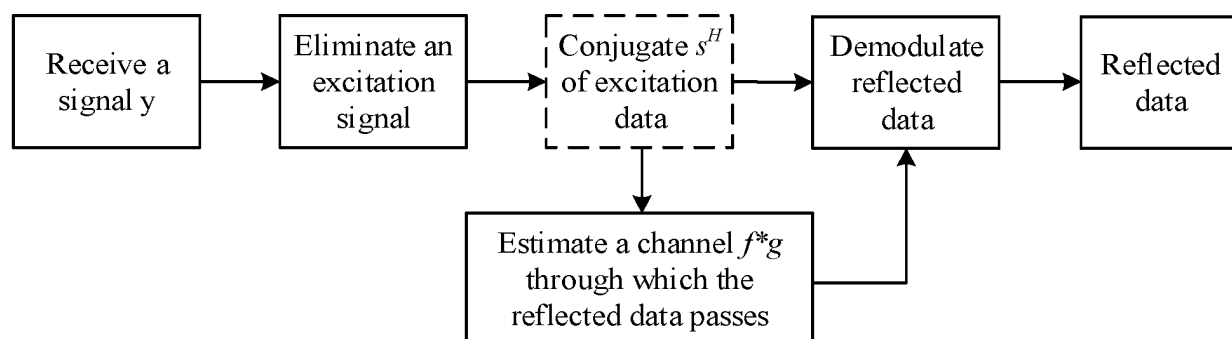 Receive a
signal y
Eliminate an
excitation
signal
Conjugate s^H
of excitation
data
Demodulate
reflected
data
Reflected
data
Estimate a channel f*g
through which the
reflected data passes